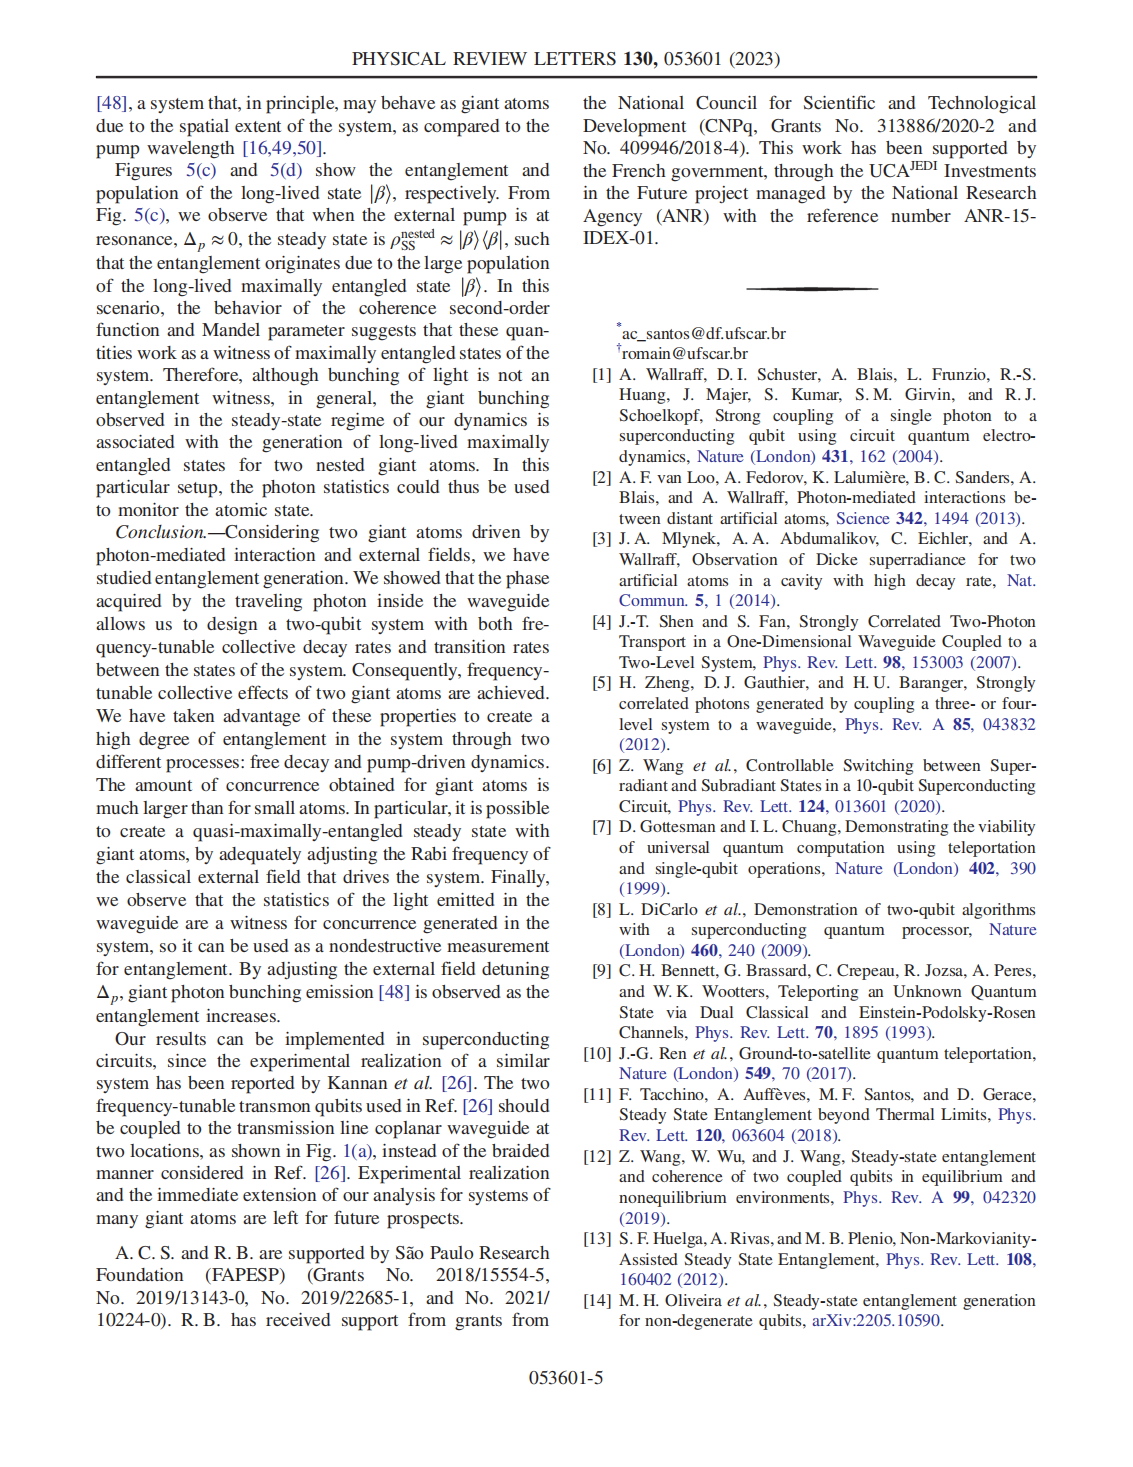 PHYSICAL REVIEW LETTERS 130, 053601 (2023)
[48], a system that, in principle, may behave as giant atoms
due to the spatial extent of the system, as compared to the
pump wavelength [16,49,50].
Figures 5(c) and 5(d) show the entanglement and
population of the long-lived state |β⟩, respectively. From
Fig. 5(c), we observe that when the external pump is at
resonance, Δp ≈ 0, the steady state is ρ_SS^nested ≈ |β⟩⟨β|, such
that the entanglement originates due to the large population
of the long-lived maximally entangled state |β⟩. In this
scenario, the behavior of the coherence second-order
function and Mandel parameter suggests that these quan-
tities work as a witness of maximally entangled states of the
system. Therefore, although bunching of light is not an
entanglement witness, in general, the giant bunching
observed in the steady-state regime of our dynamics is
associated with the generation of long-lived maximally
entangled states for two nested giant atoms. In this
particular setup, the photon statistics could thus be used
to monitor the atomic state.
Conclusion.—Considering two giant atoms driven by
photon-mediated interaction and external fields, we have
studied entanglement generation. We showed that the phase
acquired by the traveling photon inside the waveguide
allows us to design a two-qubit system with both fre-
quency-tunable collective decay rates and transition rates
between the states of the system. Consequently, frequency-
tunable collective effects of two giant atoms are achieved.
We have taken advantage of these properties to create a
high degree of entanglement in the system through two
different processes: free decay and pump-driven dynamics.
The amount of concurrence obtained for giant atoms is
much larger than for small atoms. In particular, it is possible
to create a quasi-maximally-entangled steady state with
giant atoms, by adequately adjusting the Rabi frequency of
the classical external field that drives the system. Finally,
we observe that the statistics of the light emitted in the
waveguide are a witness for concurrence generated in the
system, so it can be used as a nondestructive measurement
for entanglement. By adjusting the external field detuning
Δp, giant photon bunching emission [48] is observed as the
entanglement increases.
Our results can be implemented in superconducting
circuits, since the experimental realization of a similar
system has been reported by Kannan et al. [26]. The two
frequency-tunable transmon qubits used in Ref. [26] should
be coupled to the transmission line coplanar waveguide at
two locations, as shown in Fig. 1(a), instead of the braided
manner considered in Ref. [26]. Experimental realization
and the immediate extension of our analysis for systems of
many giant atoms are left for future prospects.
A. C. S. and R. B. are supported by São Paulo Research
Foundation (FAPESP) (Grants No. 2018/15554-5,
No. 2019/13143-0, No. 2019/22685-1, and No. 2021/
10224-0). R. B. has received support from grants from
the National Council for Scientific and Technological
Development (CNPq, Grants No. 313886/2020-2 and
No. 409946/2018-4). This work has been supported by
the French government, through the UCAJEDI Investments
in the Future project managed by the National Research
Agency (ANR) with the reference number ANR-15-
IDEX-01.
*ac_santos@df.ufscar.br
†romain@ufscar.br
[1] A. Wallraff, D. I. Schuster, A. Blais, L. Frunzio, R.-S.
Huang, J. Majer, S. Kumar, S. M. Girvin, and R. J.
Schoelkopf, Strong coupling of a single photon to a
superconducting qubit using circuit quantum electro-
dynamics, Nature (London) 431, 162 (2004).
[2] A. F. van Loo, A. Fedorov, K. Lalumière, B. C. Sanders, A.
Blais, and A. Wallraff, Photon-mediated interactions be-
tween distant artificial atoms, Science 342, 1494 (2013).
[3] J. A. Mlynek, A. A. Abdumalikov, C. Eichler, and A.
Wallraff, Observation of Dicke superradiance for two
artificial atoms in a cavity with high decay rate, Nat.
Commun. 5, 1 (2014).
[4] J.-T. Shen and S. Fan, Strongly Correlated Two-Photon
Transport in a One-Dimensional Waveguide Coupled to a
Two-Level System, Phys. Rev. Lett. 98, 153003 (2007).
[5] H. Zheng, D. J. Gauthier, and H. U. Baranger, Strongly
correlated photons generated by coupling a three- or four-
level system to a waveguide, Phys. Rev. A 85, 043832
(2012).
[6] Z. Wang et al., Controllable Switching between Super-
radiant and Subradiant States in a 10-qubit Superconducting
Circuit, Phys. Rev. Lett. 124, 013601 (2020).
[7] D. Gottesman and I. L. Chuang, Demonstrating the viability
of universal quantum computation using teleportation
and single-qubit operations, Nature (London) 402, 390
(1999).
[8] L. DiCarlo et al., Demonstration of two-qubit algorithms
with a superconducting quantum processor, Nature
(London) 460, 240 (2009).
[9] C. H. Bennett, G. Brassard, C. Crepeau, R. Jozsa, A. Peres,
and W. K. Wootters, Teleporting an Unknown Quantum
State via Dual Classical and Einstein-Podolsky-Rosen
Channels, Phys. Rev. Lett. 70, 1895 (1993).
[10] J.-G. Ren et al., Ground-to-satellite quantum teleportation,
Nature (London) 549, 70 (2017).
[11] F. Tacchino, A. Auffèves, M. F. Santos, and D. Gerace,
Steady State Entanglement beyond Thermal Limits, Phys.
Rev. Lett. 120, 063604 (2018).
[12] Z. Wang, W. Wu, and J. Wang, Steady-state entanglement
and coherence of two coupled qubits in equilibrium and
nonequilibrium environments, Phys. Rev. A 99, 042320
(2019).
[13] S. F. Huelga, A. Rivas, and M. B. Plenio, Non-Markovianity-
Assisted Steady State Entanglement, Phys. Rev. Lett. 108,
160402 (2012).
[14] M. H. Oliveira et al., Steady-state entanglement generation
for non-degenerate qubits, arXiv:2205.10590.
053601-5